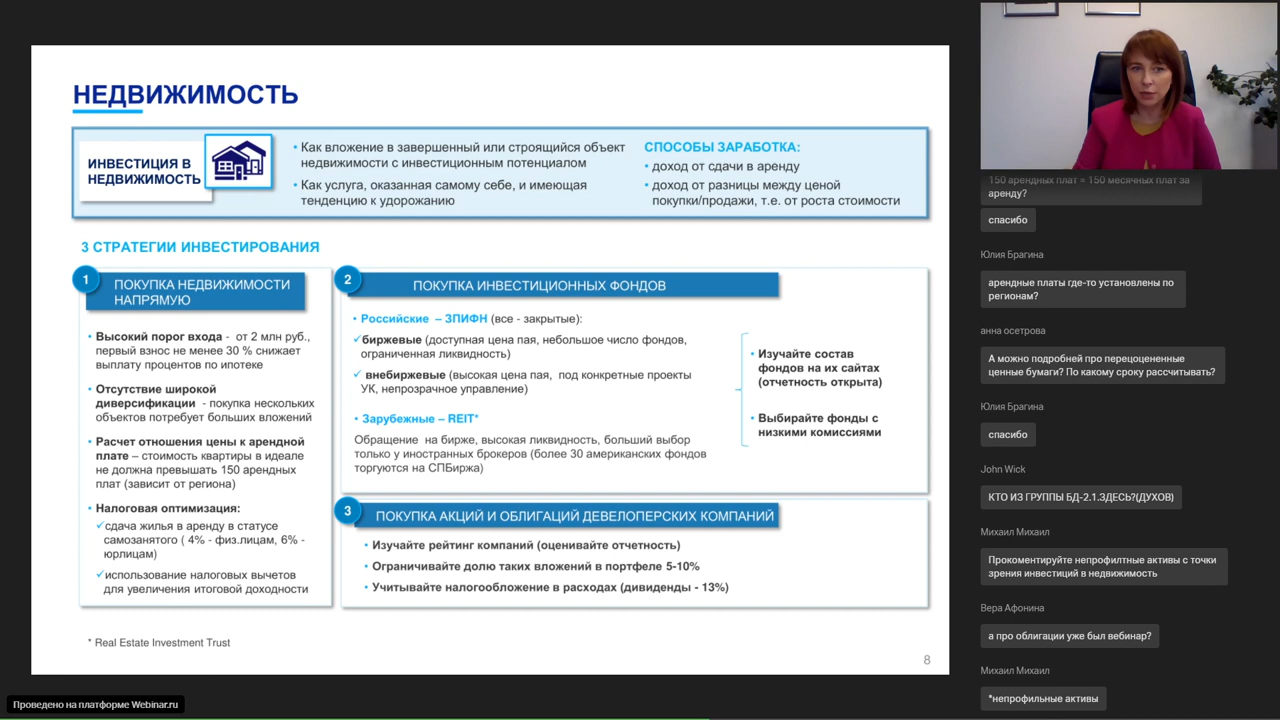 НЕДВИЖИМОСТЬ
ИНВЕСТИЦИЯ В
НЕДВИЖИМОСТЬ
• Как вложение в завершенный или строящийся объект
недвижимости с инвестиционным потенциалом
• Как услуга, оказанная самому себе, и имеющая
тенденцию к удорожанию
СПОСОБЫ ЗАРАБОТКА:
• доход от сдачи в аренду
• доход от разницы между ценой
покупки/продажи, т.е. от роста стоимости
3 СТРАТЕГИИ ИНВЕСТИРОВАНИЯ
1
ПОКУПКА НЕДВИЖИМОСТИ
НАПРЯМУЮ
• Высокий порог входа - от 2 млн руб.,
первый взнос не менее 30 % снижает
выплату процентов по ипотеке
• Отсутствие широкой
диверсификации - покупка нескольких
объектов потребует больших вложений
• Расчет отношения цены к арендной
плате – стоимость квартиры в идеале
не должна превышать 150 арендных
плат (зависит от региона)
• Налоговая оптимизация:
✓сдача жилья в аренду в статусе
самозанятого ( 4% - физ.лицам, 6% -
юрлицам)
✓использование налоговых вычетов
для увеличения итоговой доходности
2
ПОКУПКА ИНВЕСТИЦИОННЫХ ФОНДОВ
• Российские – ЗПИФН (все - закрытые):
✓биржевые (доступная цена пая, небольшое число фондов,
ограниченная ликвидность)
✓ внебиржевые (высокая цена пая, под конкретные проекты
УК, непрозрачное управление)
• Зарубежные – REIT*
Обращение на бирже, высокая ликвидность, больший выбор
только у иностранных брокеров (более 30 американских фондов
торгуются на СПБиржа)
• Изучайте состав
фондов на их сайтах
(отчетность открыта)
• Выбирайте фонды с
низкими комиссиями
3
ПОКУПКА АКЦИЙ И ОБЛИГАЦИЙ ДЕВЕЛОПЕРСКИХ КОМПАНИЙ
• Изучайте рейтинг компаний (оценивайте отчетность)
• Ограничивайте долю таких вложений в портфеле 5-10%
• Учитывайте налогообложение в расходах (дивиденды - 13%)
* Real Estate Investment Trust
8
Проведено на платформе Webinar.ru
150 арендных плат = 150 месячных плат за
аренду?
спасибо
Юлия Брагина
арендные платы где-то установлены по
регионам?
анна осетрова
А можно подробней про перецоцененные
ценные бумаги? По какому сроку рассчитывать?
Юлия Брагина
спасибо
John Wick
КТО ИЗ ГРУППЫ БД-2.1.ЗДЕСЬ?(ДУХОВ)
Михаил Михаил
Прокоментируйте непрофилтные активы с точки
зрения инвестиций в недвижимость
Вера Афонина
а про облигации уже был вебинар?
Михаил Михаил
*непрофильные активы